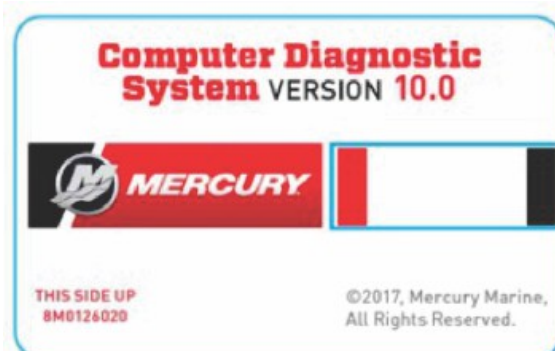 Computer Diagnostic
System VERSION 10.0
MERCURY
THIS SIDE UP
8M0126020
©2017, Mercury Marine,
All Rights Reserved.